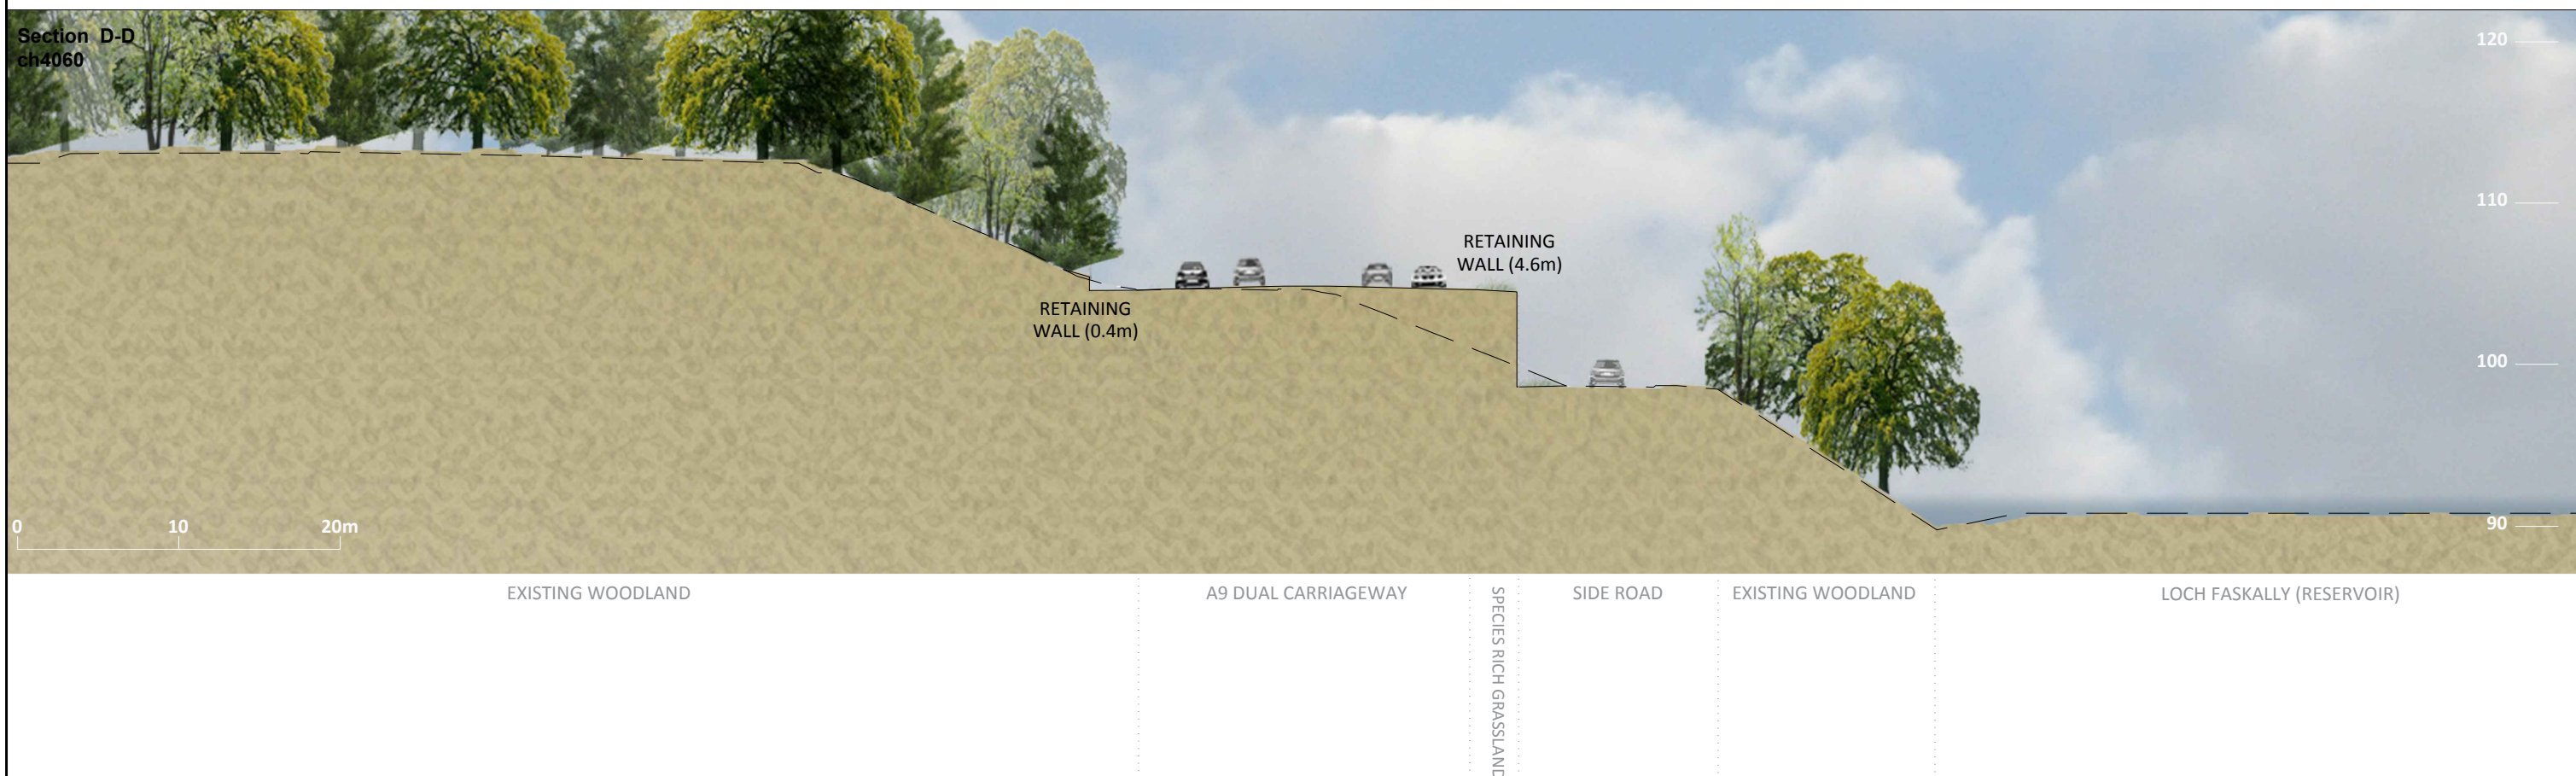 Section D-D
ch4060
120
110
RETAINING
WALL (4.6m)
RETAINING
WALL (0.4m)
100
0 10 20m
90
EXISTING WOODLAND
A9 DUAL CARRIAGEWAY
SPECIES RICH GRASSLAND
SIDE ROAD
EXISTING WOODLAND
LOCH FASKALLY (RESERVOIR)